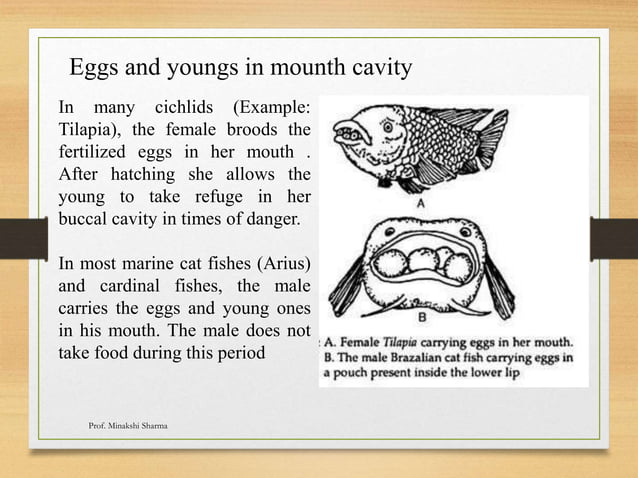 Eggs and youngs in mounth cavity
In many cichlids (Example:
Tilapia), the female broods the
fertilized eggs in her mouth .
After hatching she allows the
young to take refuge in her
buccal cavity in times of danger.
In most marine cat fishes (Arius)
and cardinal fishes, the male
carries the eggs and young ones
in his mouth. The male does not
take food during this period
A
B
: A. Female Tilapia carrying eggs in her mouth.
B. The male Brazalian cat fish carrying eggs in
a pouch present inside the lower lip
Prof. Minakshi Sharma